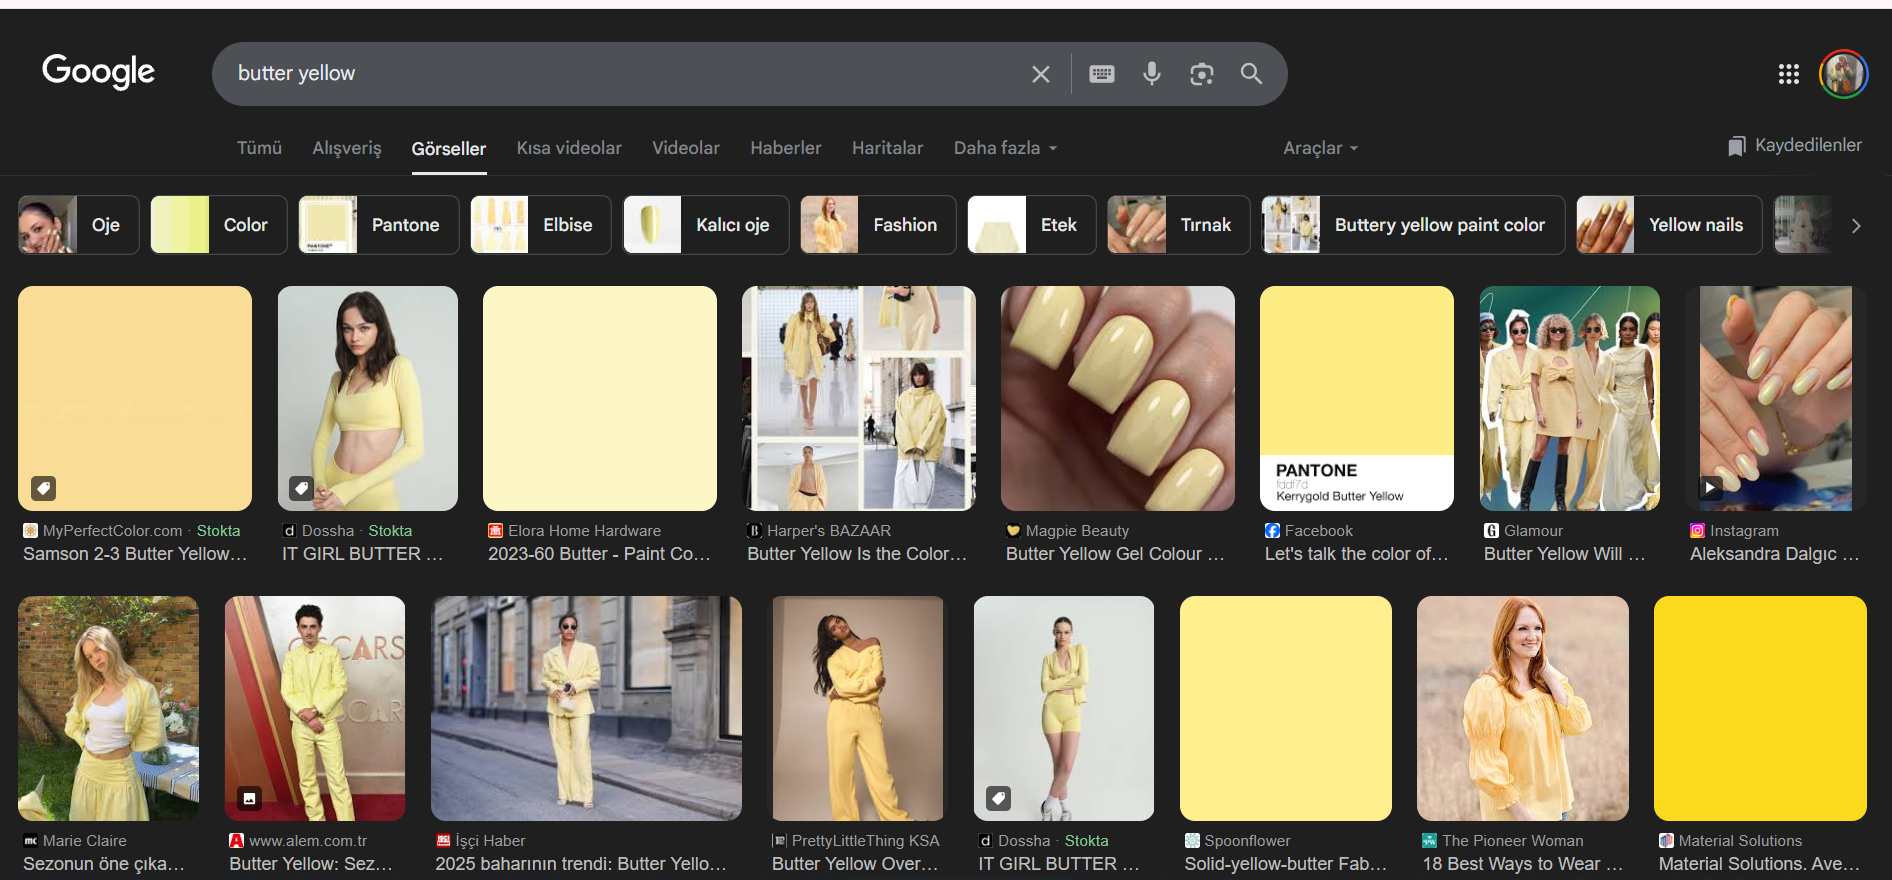 Google
butter yellow
Tümü Alışveriş Görseller Kısa videolar Videolar Haberler Haritalar Daha fazla Araçlar Kaydedilenler
Oje Color Pantone Elbise Kalıcı oje Fashion Etek Tırnak Buttery yellow paint color Yellow nails
PANTONE
fddf7d
Kerrygold Butter Yellow
MyPerfectColor.com · Stokta
Samson 2-3 Butter Yellow...
d Dossha · Stokta
IT GIRL BUTTER ...
Elora Home Hardware
2023-60 Butter - Paint Co...
B Harper's BAZAAR
Butter Yellow Is the Color...
Magpie Beauty
Butter Yellow Gel Colour ...
Facebook
Let's talk the color of...
G Glamour
Butter Yellow Will ...
Instagram
Aleksandra Dalgıc ...
OSCARS
OSCAR
mc Marie Claire
Sezonun öne çıka...
A www.alem.com.tr
Butter Yellow: Sez...
İşçi Haber
2025 baharının trendi: Butter Yello...
PrettyLittleThing KSA
Butter Yellow Over...
d Dossha · Stokta
IT GIRL BUTTER ...
Spoonflower
Solid-yellow-butter Fab...
The Pioneer Woman
18 Best Ways to Wear ...
Material Solutions
Material Solutions. Ave...